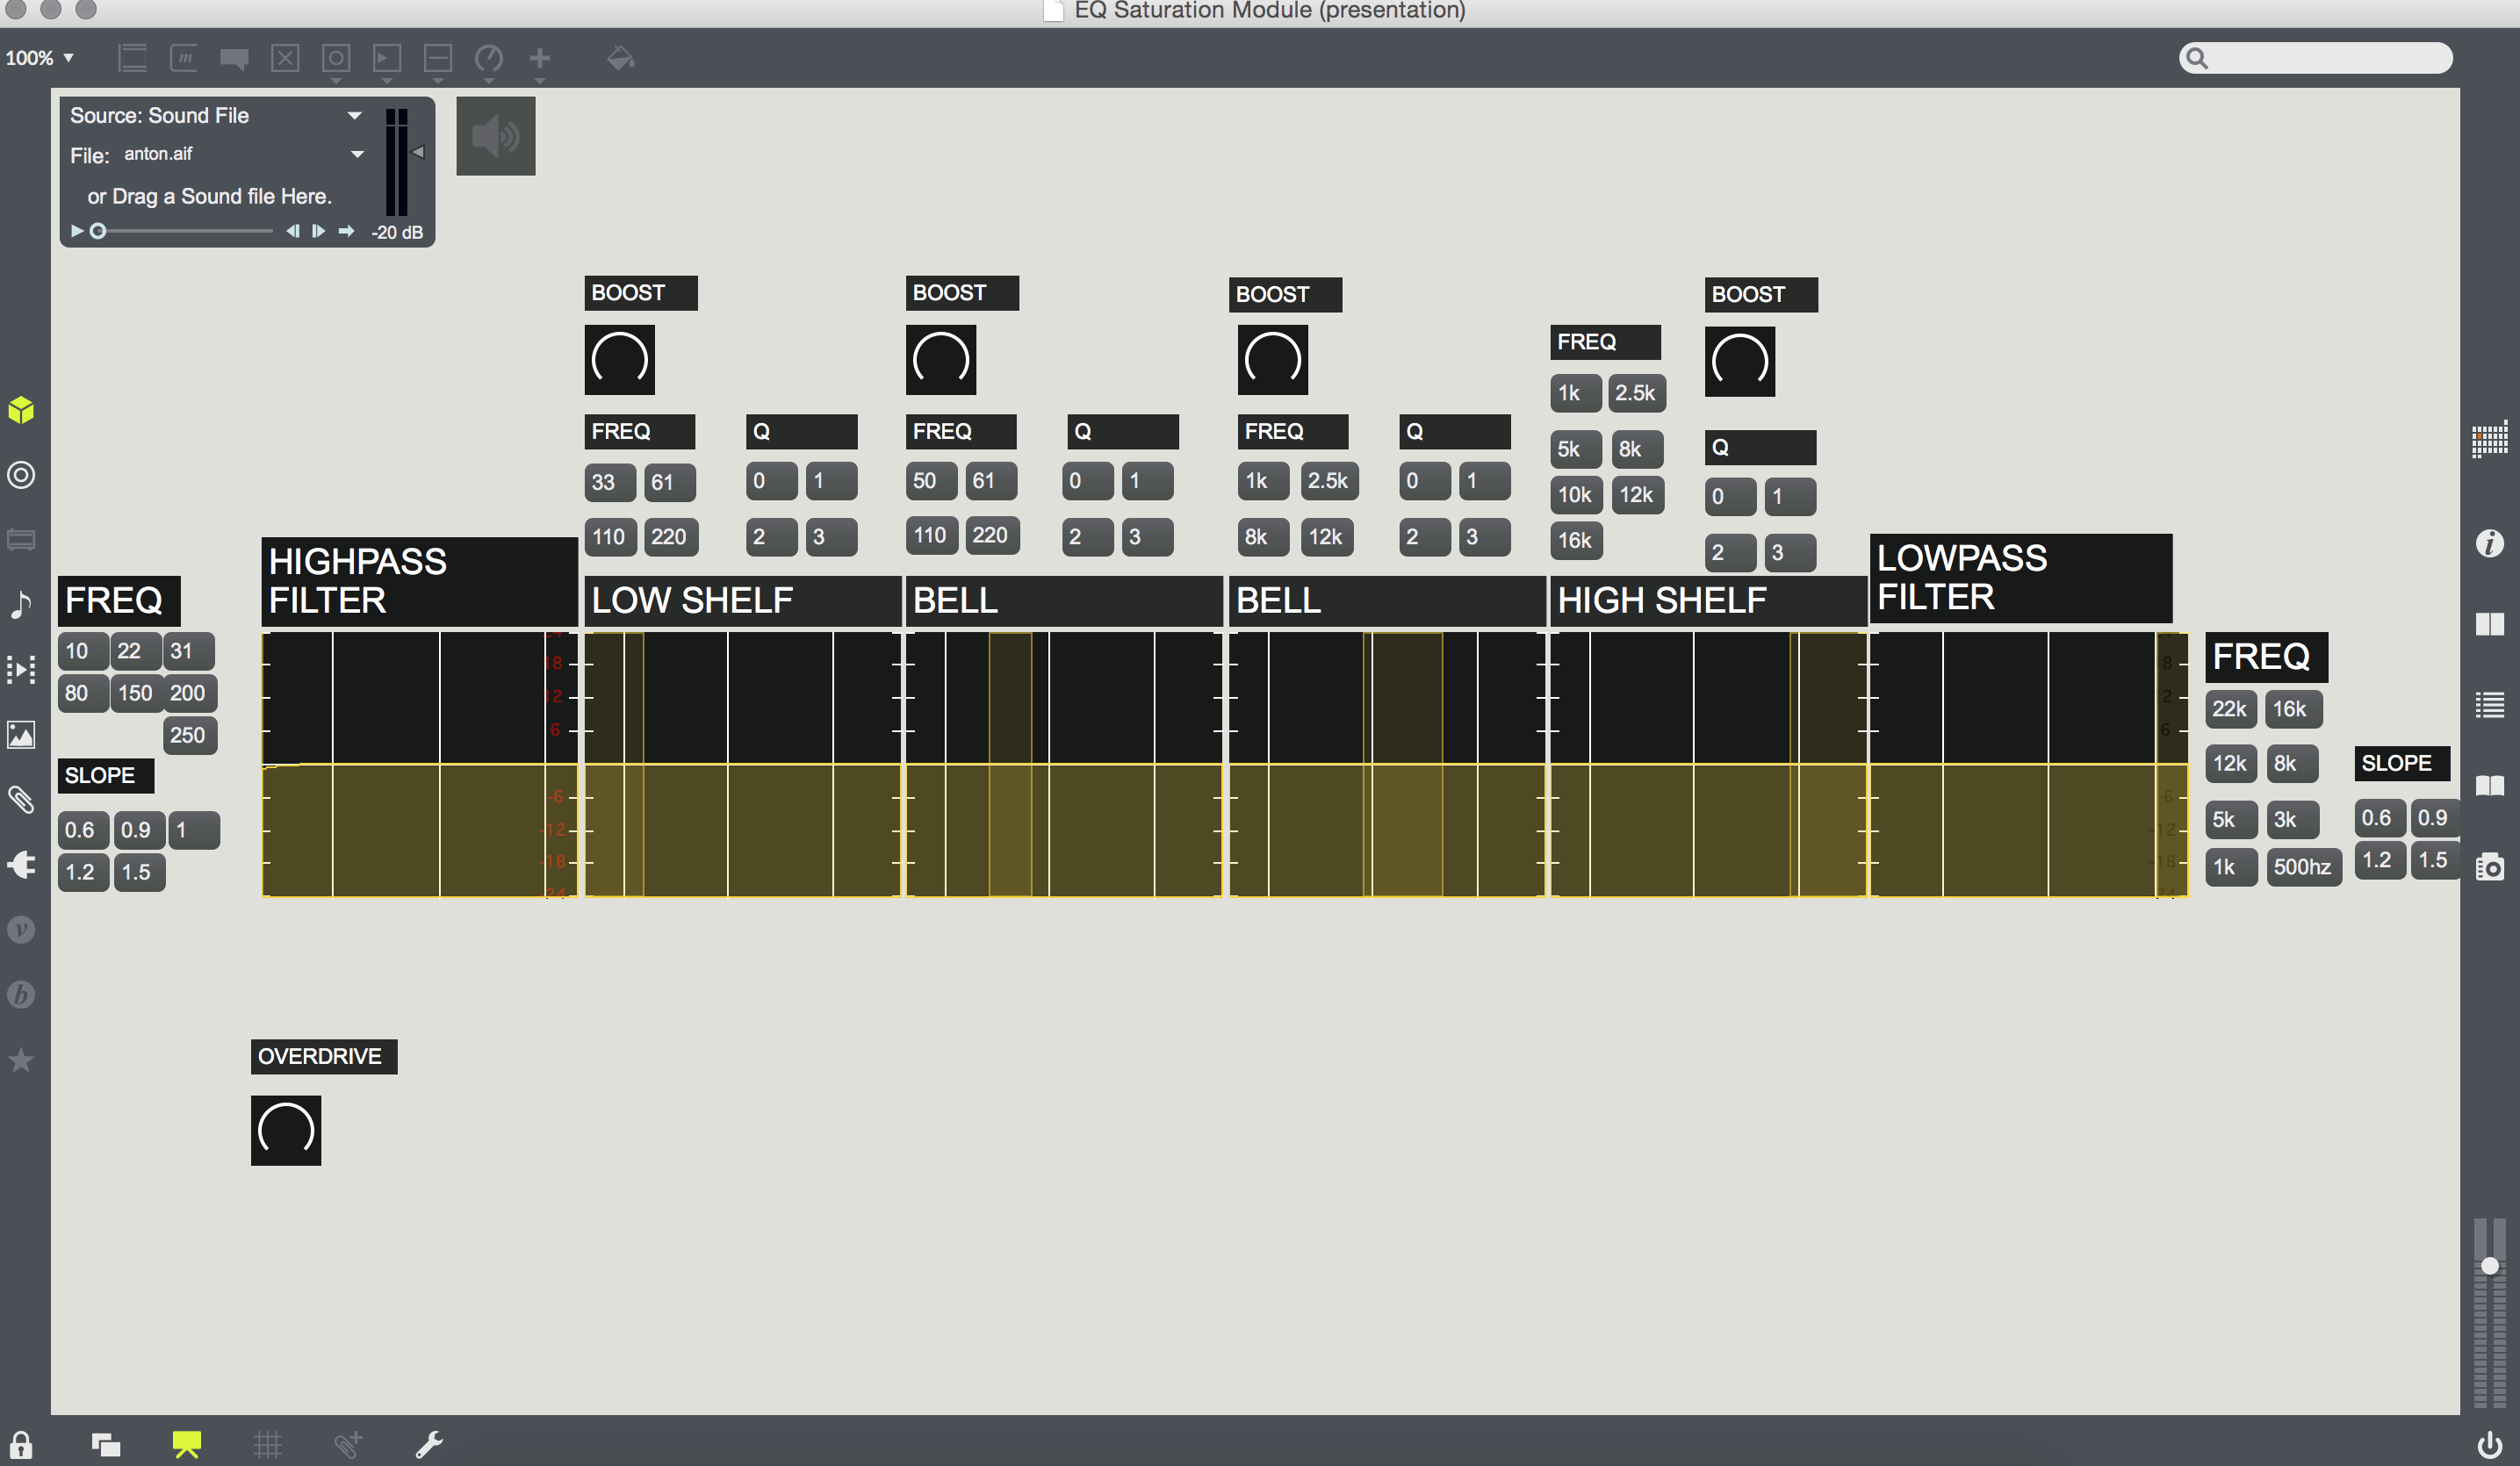 EQ Saturation Module (presentation)
100%
m
Source: Sound File
File: anton.aif
or Drag a Sound file Here.
-20 dB
BOOST
FREQ
33 61
110 220
Q
0 1
2 3
BOOST
FREQ
50 61
110 220
Q
0 1
2 3
BOOST
FREQ
1k 2.5k
8k 12k
Q
0 1
2 3
FREQ
1k 2.5k
5k 8k
10k 12k
16k
BOOST
Q
0 1
2 3
HIGHPASS
FILTER
LOW SHELF
BELL
BELL
HIGH SHELF
LOWPASS
FILTER
FREQ
10 22 31
80 150 200
250
SLOPE
0.6 0.9 1
1.2 1.5
18
12
6
-6
-12
-18
-24
FREQ
22k 16k
12k 8k
5k 3k
1k 500hz
SLOPE
0.6 0.9
1.2 1.5
OVERDRIVE
i
v
b